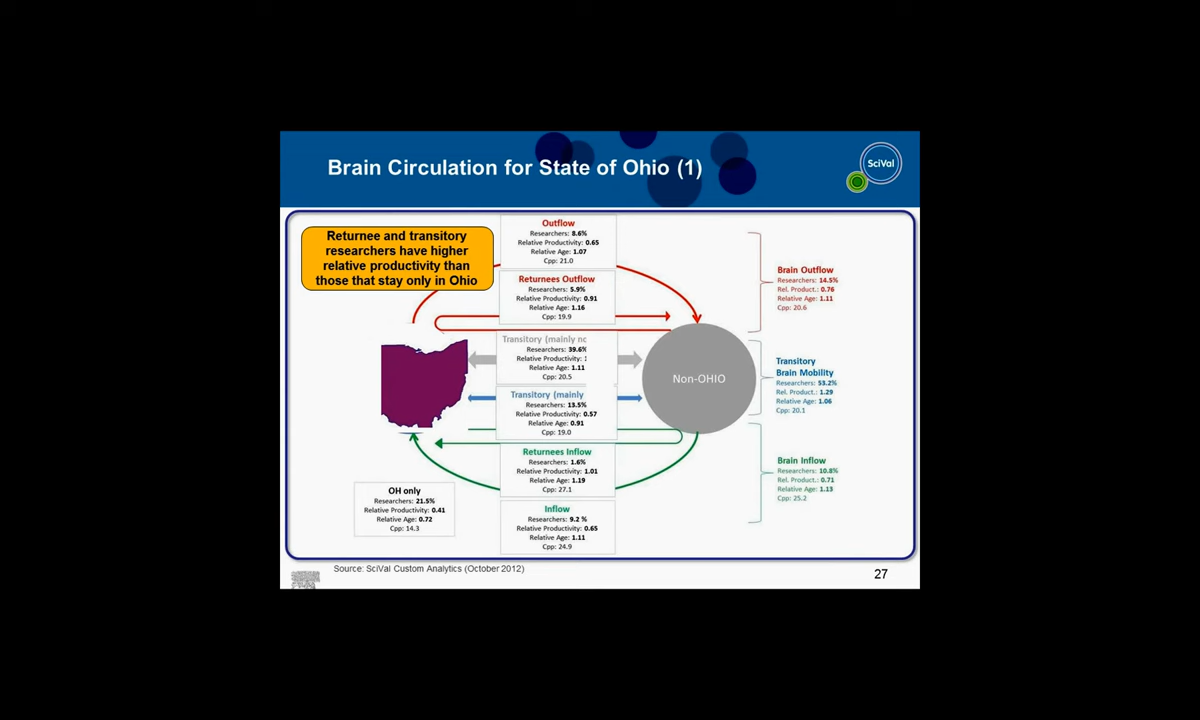 Brain Circulation for State of Ohio (1)
SciVal
Returnee and transitory
researchers have higher
relative productivity than
those that stay only in Ohio
Outflow
Researchers: 8.6%
Relative Productivity: 0.65
Relative Age: 1.07
Cpp: 21.0
Returnees Outflow
Researchers: 5.9%
Relative Productivity: 0.91
Relative Age: 1.16
Cpp: 19.9
Transitory (mainly nc
Researchers: 39.6%
Relative Productivity:
Relative Age: 1.11
Cpp: 20.5
Transitory (mainly
Researchers: 13.5%
Relative Productivity: 0.57
Relative Age: 0.91
Cpp: 19.0
Returnees Inflow
Researchers: 1.6%
Relative Productivity: 1.01
Relative Age: 1.19
Cpp: 27.1
Inflow
Researchers: 9.2 %
Relative Productivity: 0.65
Relative Age: 1.11
Cpp: 24.9
OH only
Researchers: 21.5%
Relative Productivity: 0.41
Relative Age: 0.72
Cpp: 14.3
Non-OHIO
Brain Outflow
Researchers: 14.5%
Rel. Product.: 0.76
Relative Age: 1.11
Cpp: 20.6
Transitory
Brain Mobility
Researchers: 53.2%
Rel. Product.: 1.29
Relative Age: 1.06
Cpp: 20.1
Brain Inflow
Researchers: 10.8%
Rel. Product.: 0.71
Relative Age: 1.13
Cpp: 25.2
Source: SciVal Custom Analytics (October 2012)
27